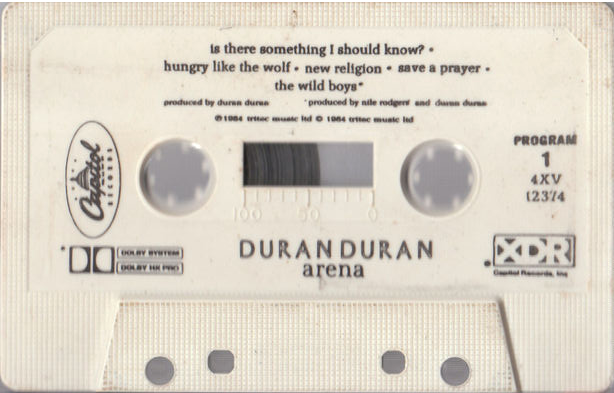 is there something I should know? •
hungry like the wolf • new religion • save a prayer •
the wild boys*
produced by duran duran *produced by nile rodgers and duran duran
℗ 1984 tritec music ltd © 1984 tritec music ltd
Capitol
RECORDS
PROGRAM
1
4XV
12374
100 50 0
DOLBY SYSTEM
DOLBY HX PRO
DURAN DURAN
arena
XDR
Capitol Records, Inc